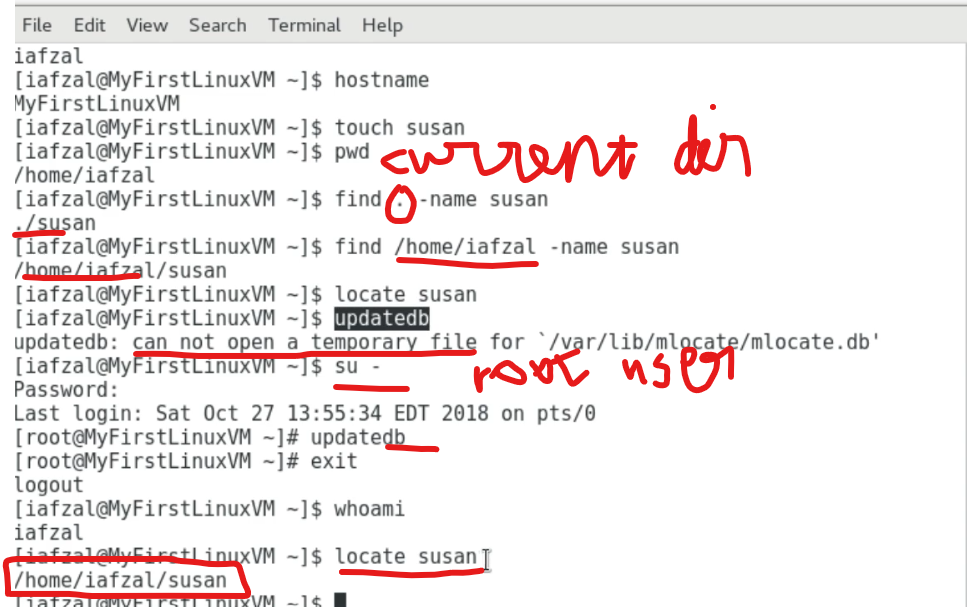 File Edit View Search Terminal Help
iafzal
[iafzal@MyFirstLinuxVM ~]$ hostname
MyFirstLinuxVM
[iafzal@MyFirstLinuxVM ~]$ touch susan
[iafzal@MyFirstLinuxVM ~]$ pwd
current dir
/home/iafzal
[iafzal@MyFirstLinuxVM ~]$ find . -name susan
./susan
[iafzal@MyFirstLinuxVM ~]$ find /home/iafzal -name susan
/home/iafzal/susan
[iafzal@MyFirstLinuxVM ~]$ locate susan
[iafzal@MyFirstLinuxVM ~]$ updatedb
updatedb: can not open a temporary file for `/var/lib/mlocate/mlocate.db'
[iafzal@MyFirstLinuxVM ~]$ su -
root user
Password:
Last login: Sat Oct 27 13:55:34 EDT 2018 on pts/0
[root@MyFirstLinuxVM ~]# updatedb
[root@MyFirstLinuxVM ~]# exit
logout
[iafzal@MyFirstLinuxVM ~]$ whoami
iafzal
[iafzal@MyFirstLinuxVM ~]$ locate susan
/home/iafzal/susan
[iafzal@MyFirstLinuxVM ~]$